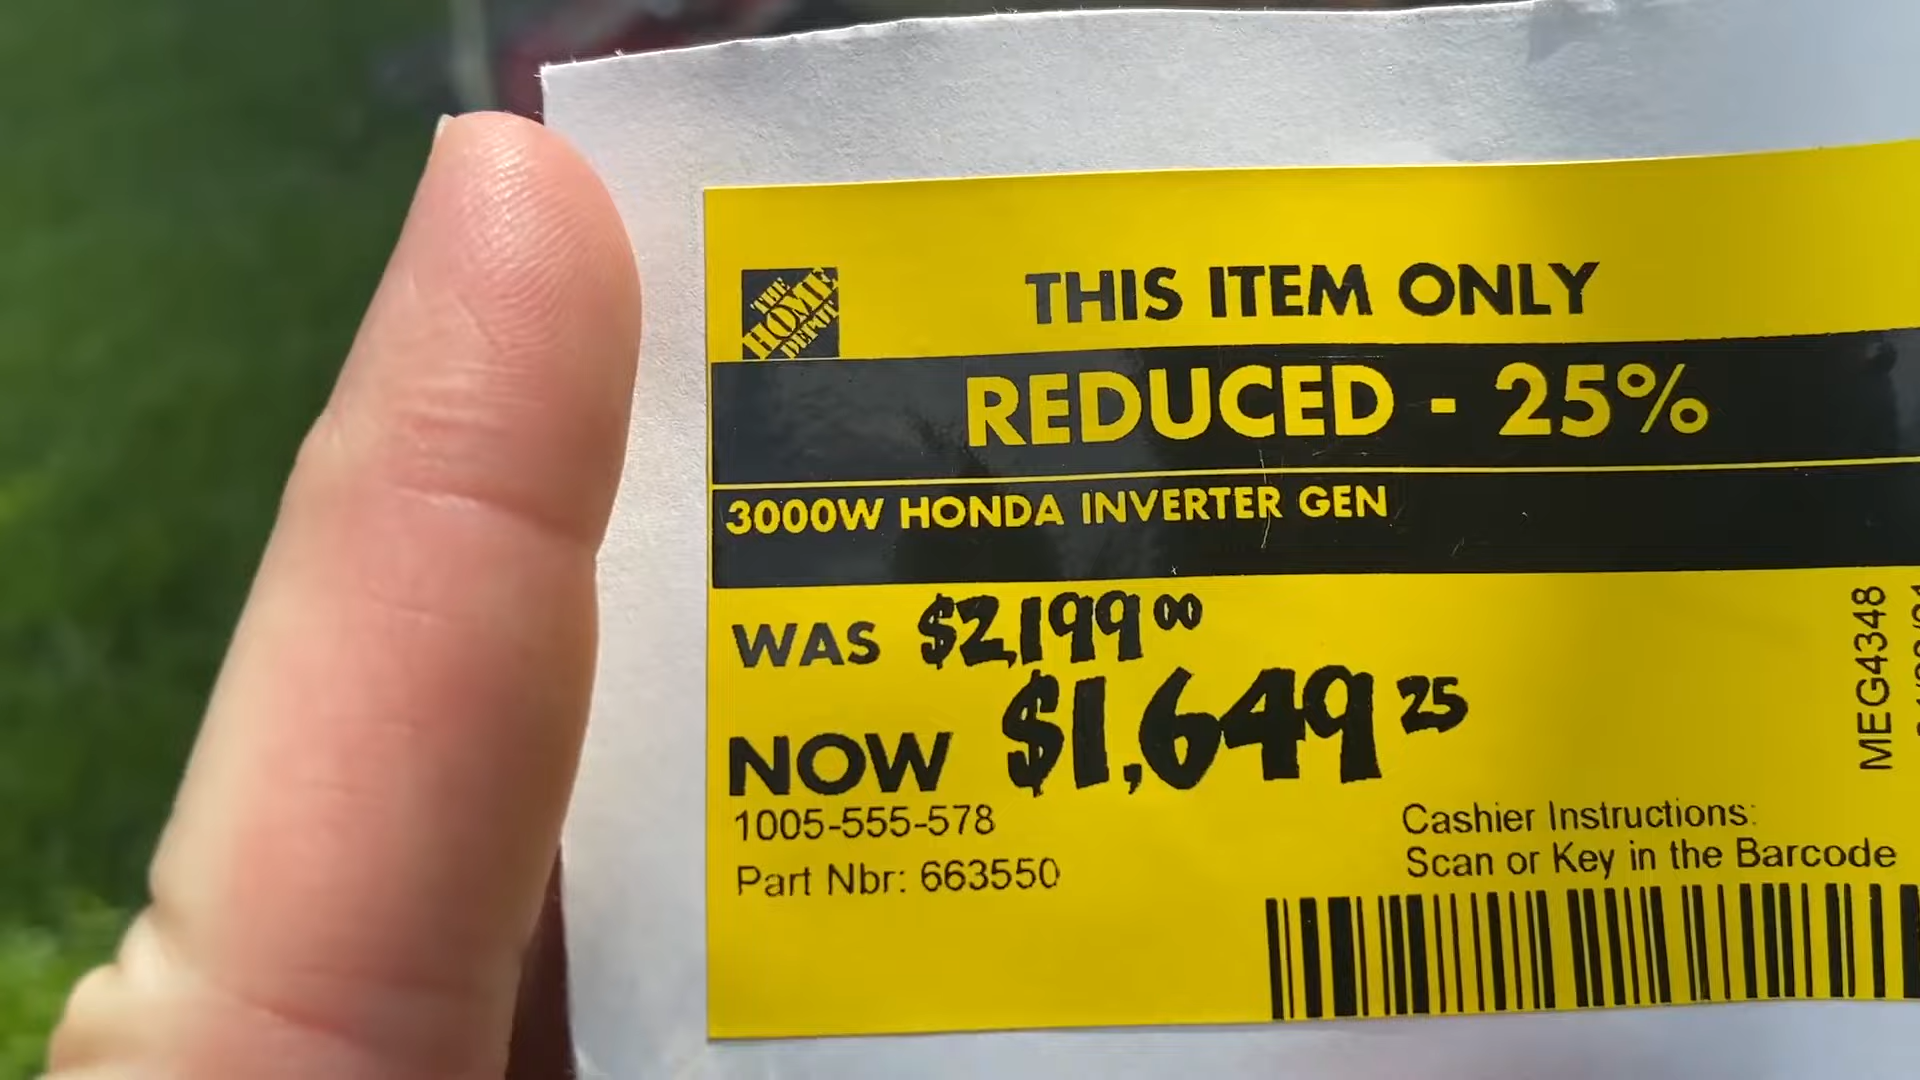 THE
HOME
DEPOT
THIS ITEM ONLY
REDUCED - 25%
3000W HONDA INVERTER GEN
WAS $2,199 00
NOW $1,649 25
1005-555-578
Part Nbr: 663550
Cashier Instructions:
Scan or Key in the Barcode
MEG4348